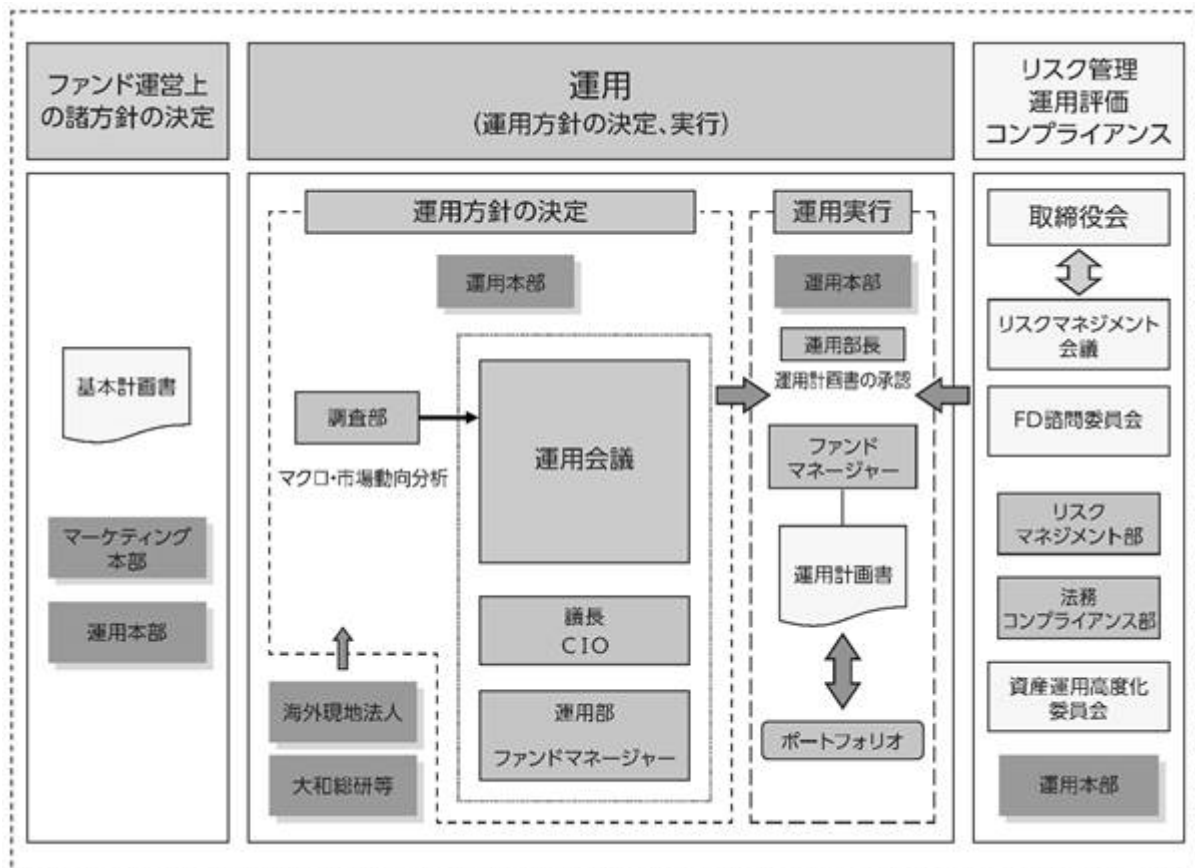 ファンド運営上
の諸方針の決定
運用
(運用方針の決定、実行)
リスク管理
運用評価
コンプライアンス
基本計画書
マーケティング
本部
運用本部
運用方針の決定
運用本部
調査部
マクロ・市場動向分析
運用会議
議長
CIO
運用部
ファンドマネージャー
海外現地法人
大和総研等
運用実行
運用本部
運用部長
運用計画書の承認
ファンド
マネージャー
運用計画書
ポートフォリオ
取締役会
リスクマネジメント
会議
FD諮問委員会
リスク
マネジメント部
法務
コンプライアンス部
資産運用高度化
委員会
運用本部